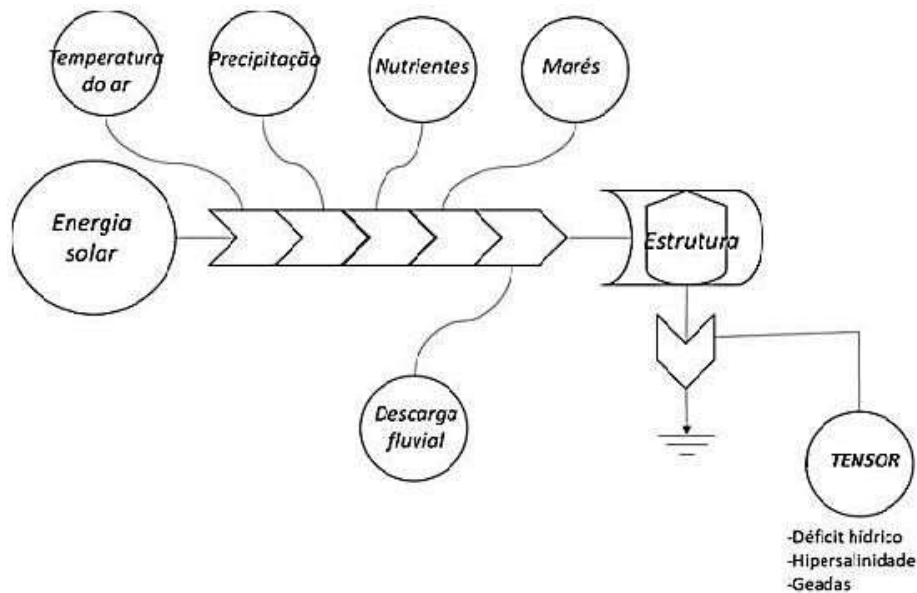 Temperatura
do ar
Precipitação
Nutrientes
Marés
Energia
solar
Estrutura
Descarga
fluvial
TENSOR
-Déficit hídrico
-Hipersalinidade
-Geadas